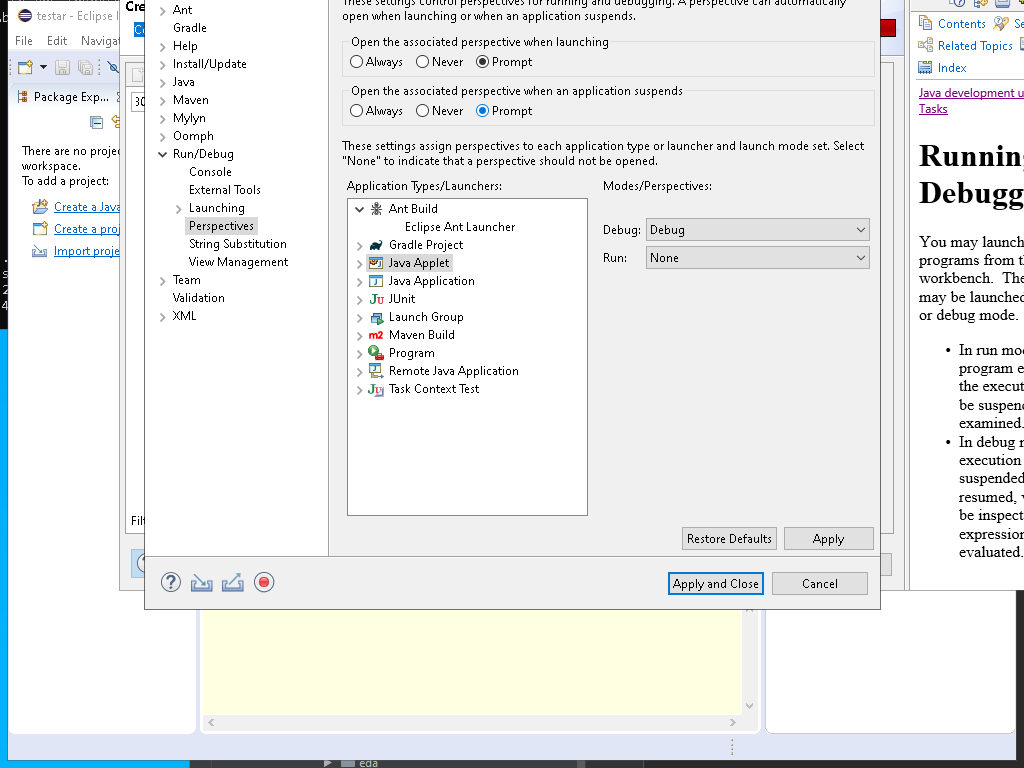 testar - Eclipse I
File Edit Navigat
Package Exp...
There are no proje
workspace.
To add a project:
Create a Java
Create a proj
Import proje
Cre
30
Filt
Ant
Gradle
Help
Install/Update
Java
Maven
Mylyn
Oomph
Run/Debug
Console
External Tools
Launching
Perspectives
String Substitution
View Management
Team
Validation
XML
These settings control perspectives for running and debugging. A perspective can automatically
open when launching or when an application suspends.
Open the associated perspective when launching
Always Never Prompt
Open the associated perspective when an application suspends
Always Never Prompt
These settings assign perspectives to each application type or launcher and launch mode set. Select
"None" to indicate that a perspective should not be opened.
Application Types/Launchers:
Ant Build
Eclipse Ant Launcher
Gradle Project
Java Applet
Java Application
JUnit
Launch Group
Maven Build
Program
Remote Java Application
Task Context Test
Modes/Perspectives:
Debug: Debug
Run: None
Restore Defaults Apply
Apply and Close Cancel
Contents Se
Related Topics
Index
Java development u
Tasks
Running
Debugg
You may launch
programs from th
workbench. The
may be launched
or debug mode.
• In run mod
program e
the execut
be suspend
examined.
• In debug m
execution
suspended
resumed, v
be inspect
expression
evaluated.
eda